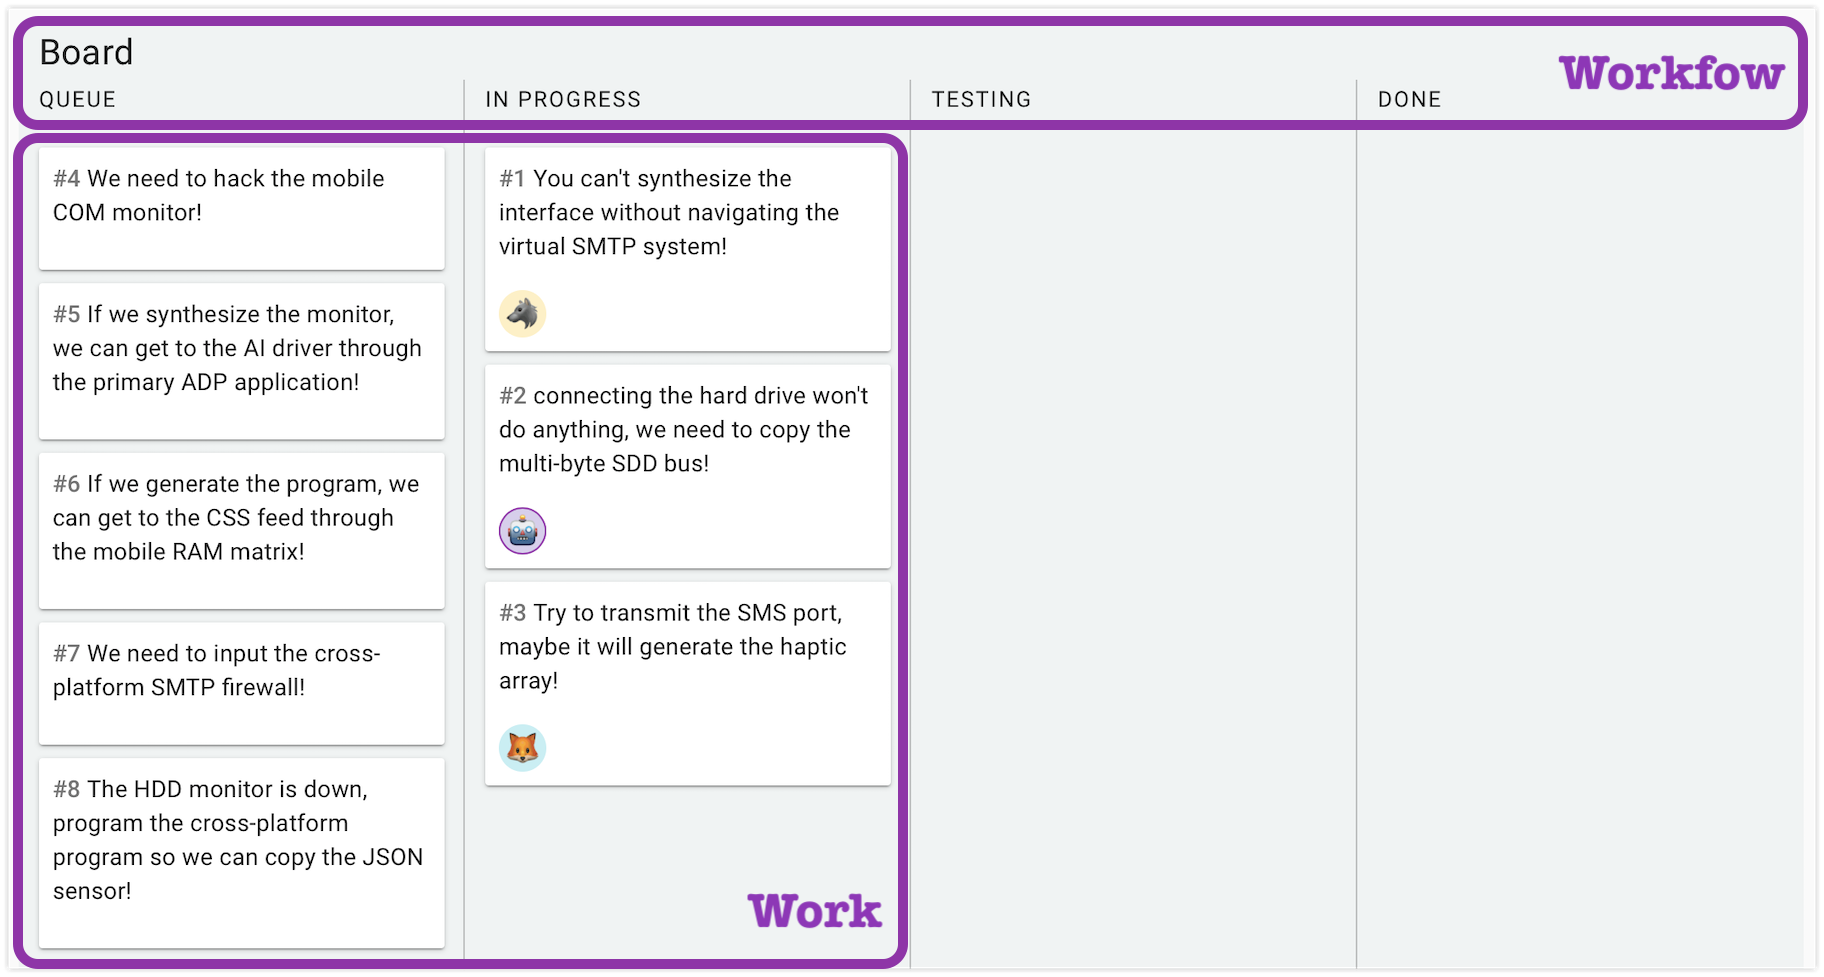 Board
Workfow
QUEUE
IN PROGRESS
TESTING
DONE
#4 We need to hack the mobile
COM monitor!
#5 If we synthesize the monitor,
we can get to the AI driver through
the primary ADP application!
#6 If we generate the program, we
can get to the CSS feed through
the mobile RAM matrix!
#7 We need to input the cross-
platform SMTP firewall!
#8 The HDD monitor is down,
program the cross-platform
program so we can copy the JSON
sensor!
#1 You can't synthesize the
interface without navigating the
virtual SMTP system!
#2 connecting the hard drive won't
do anything, we need to copy the
multi-byte SDD bus!
#3 Try to transmit the SMS port,
maybe it will generate the haptic
array!
Work